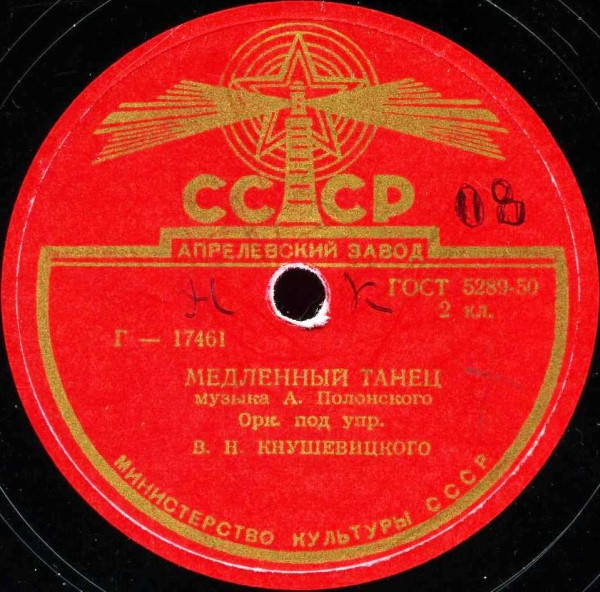 СССР
08
АПРЕЛЕВСКИЙ ЗАВОД
Н К
ГОСТ 5289-50
2 кл.
Г — 17461
МЕДЛЕННЫЙ ТАНЕЦ
музыка А. Полонского
Орк. под упр.
В. Н. КНУШЕВИЦКОГО
МИНИСТЕРСТВО КУЛЬТУРЫ СССР